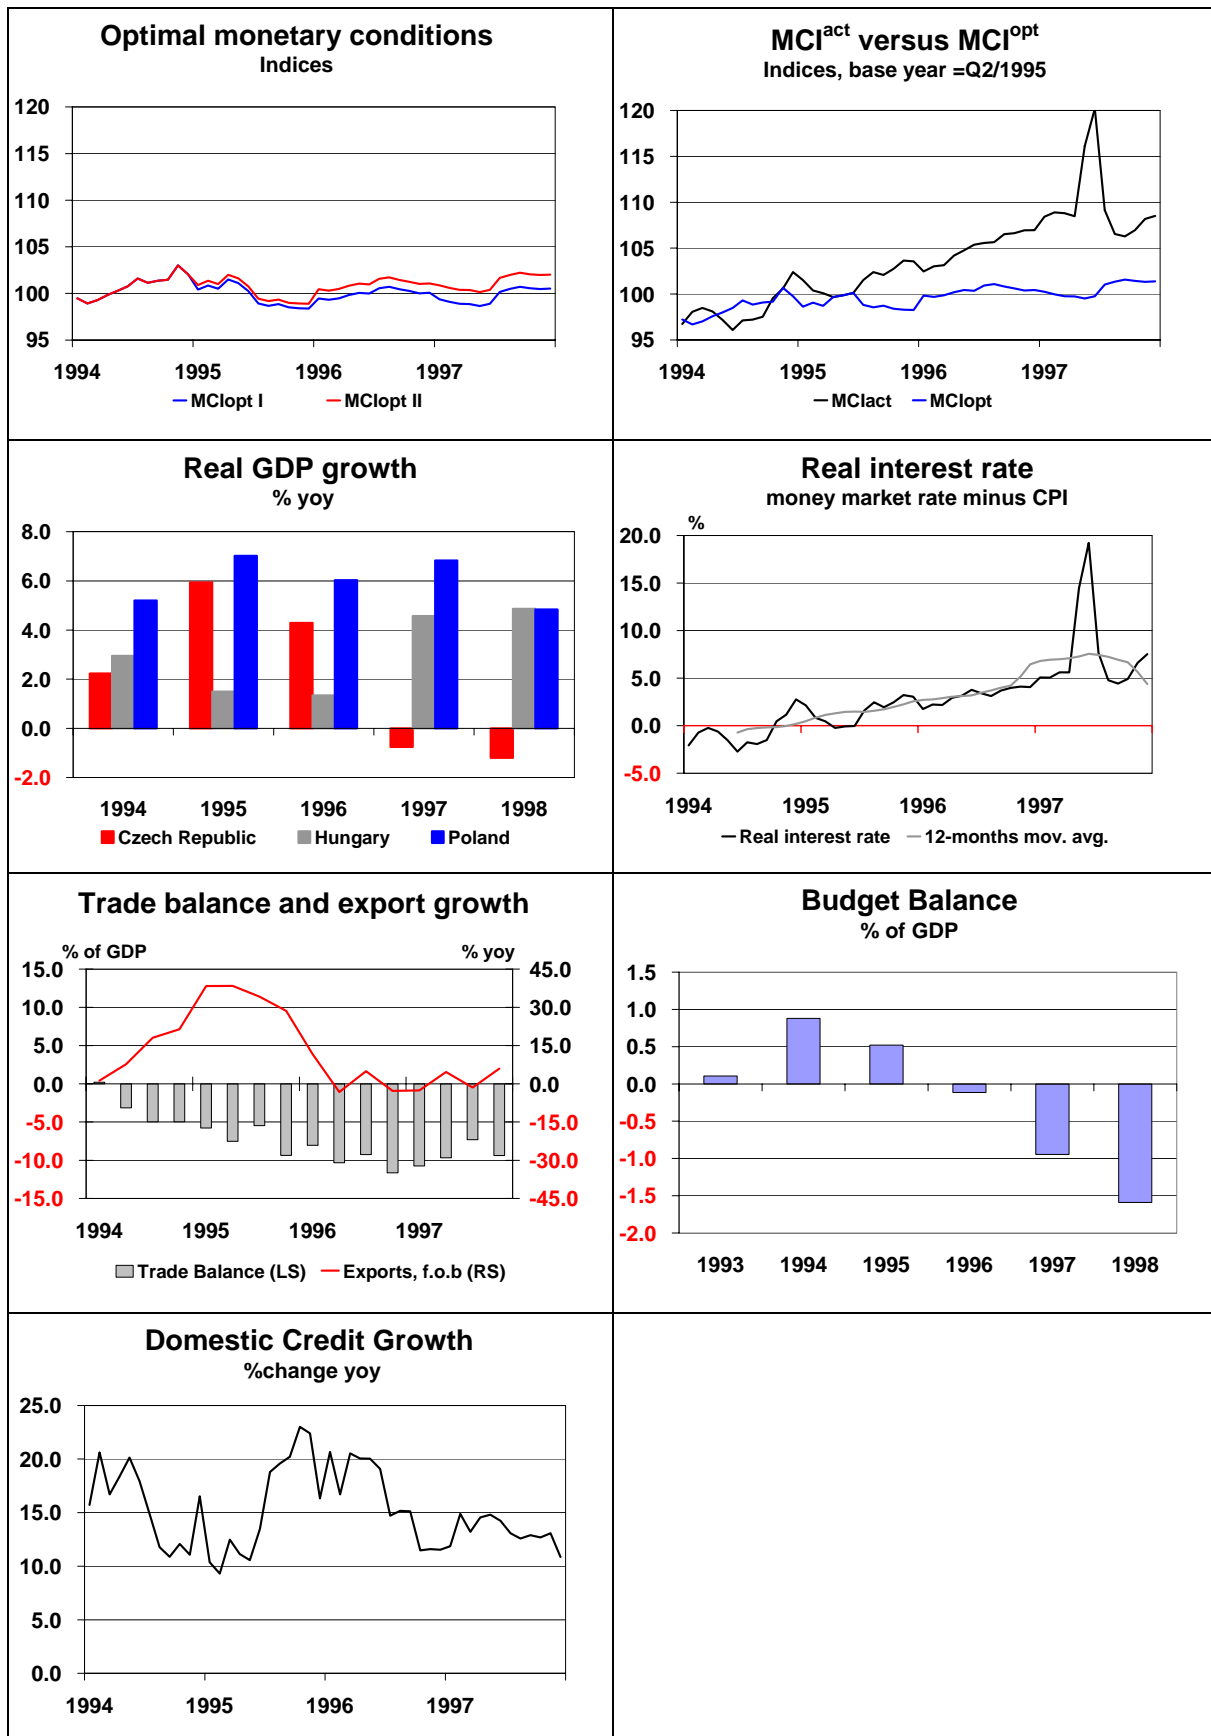 Optimal monetary conditions
Indices
120
115
110
105
100
95
1994 1995 1996 1997
MCIopt I MCIopt II
MCIact versus MCIopt
Indices, base year =Q2/1995
120
115
110
105
100
95
1994 1995 1996 1997
MCIact MCIopt
Real GDP growth
% yoy
8.0
6.0
4.0
2.0
0.0
-2.0
1994 1995 1996 1997 1998
Czech Republic Hungary Poland
Real interest rate
money market rate minus CPI
%
20.0
15.0
10.0
5.0
0.0
-5.0
1994 1995 1996 1997
Real interest rate 12-months mov. avg.
Trade balance and export growth
% of GDP % yoy
15.0 45.0
10.0 30.0
5.0 15.0
0.0 0.0
-5.0 -15.0
-10.0 -30.0
-15.0 -45.0
1994 1995 1996 1997
Trade Balance (LS) Exports, f.o.b (RS)
Budget Balance
% of GDP
1.5
1.0
0.5
0.0
-0.5
-1.0
-1.5
-2.0
1993 1994 1995 1996 1997 1998
Domestic Credit Growth
%change yoy
25.0
20.0
15.0
10.0
5.0
0.0
1994 1995 1996 1997